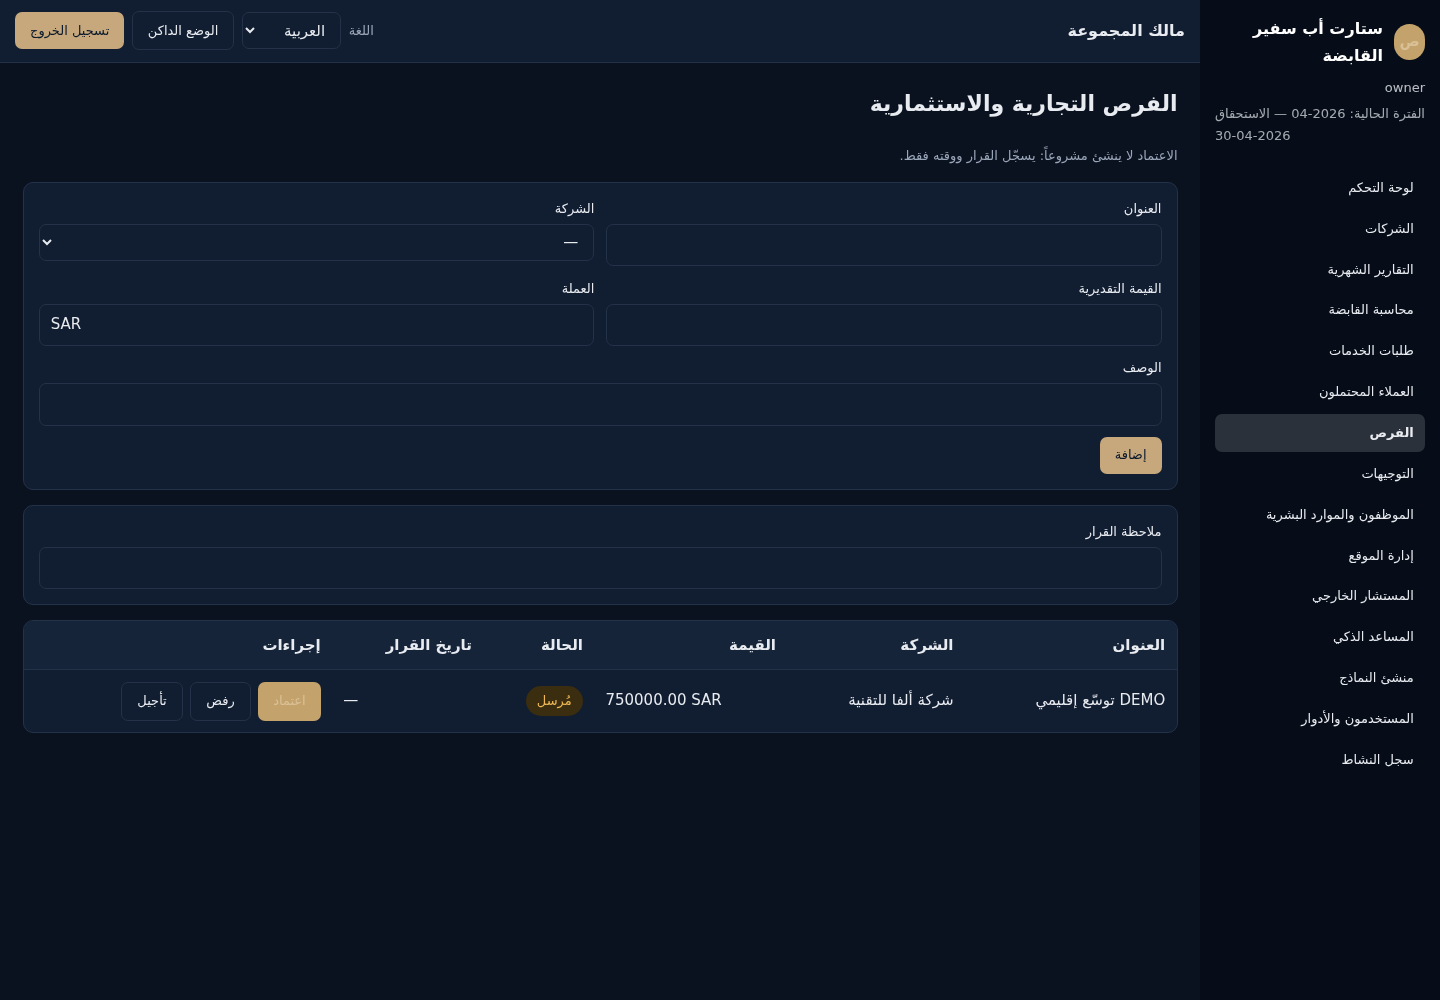 ص
ستارت أب سفير
القابضة
owner
الفترة الحالية: 2026-04 — الاستحقاق
2026-04-30
لوحة التحكم
الشركات
التقارير الشهرية
محاسبة القابضة
طلبات الخدمات
العملاء المحتملون
الفرص
التوجيهات
الموظفون والموارد البشرية
إدارة الموقع
المستشار الخارجي
المساعد الذكي
منشئ النماذج
المستخدمون والأدوار
سجل النشاط
مالك المجموعة
اللغة العربية الوضع الداكن تسجيل الخروج
الفرص التجارية والاستثمارية
الاعتماد لا ينشئ مشروعاً: يسجّل القرار ووقته فقط.
العنوان الشركة
—
القيمة التقديرية العملة
SAR
الوصف
إضافة
ملاحظة القرار
العنوان الشركة القيمة الحالة تاريخ القرار إجراءات
DEMO توسّع إقليمي شركة ألفا للتقنية 750000.00 SAR مُرسل — اعتماد رفض تأجيل